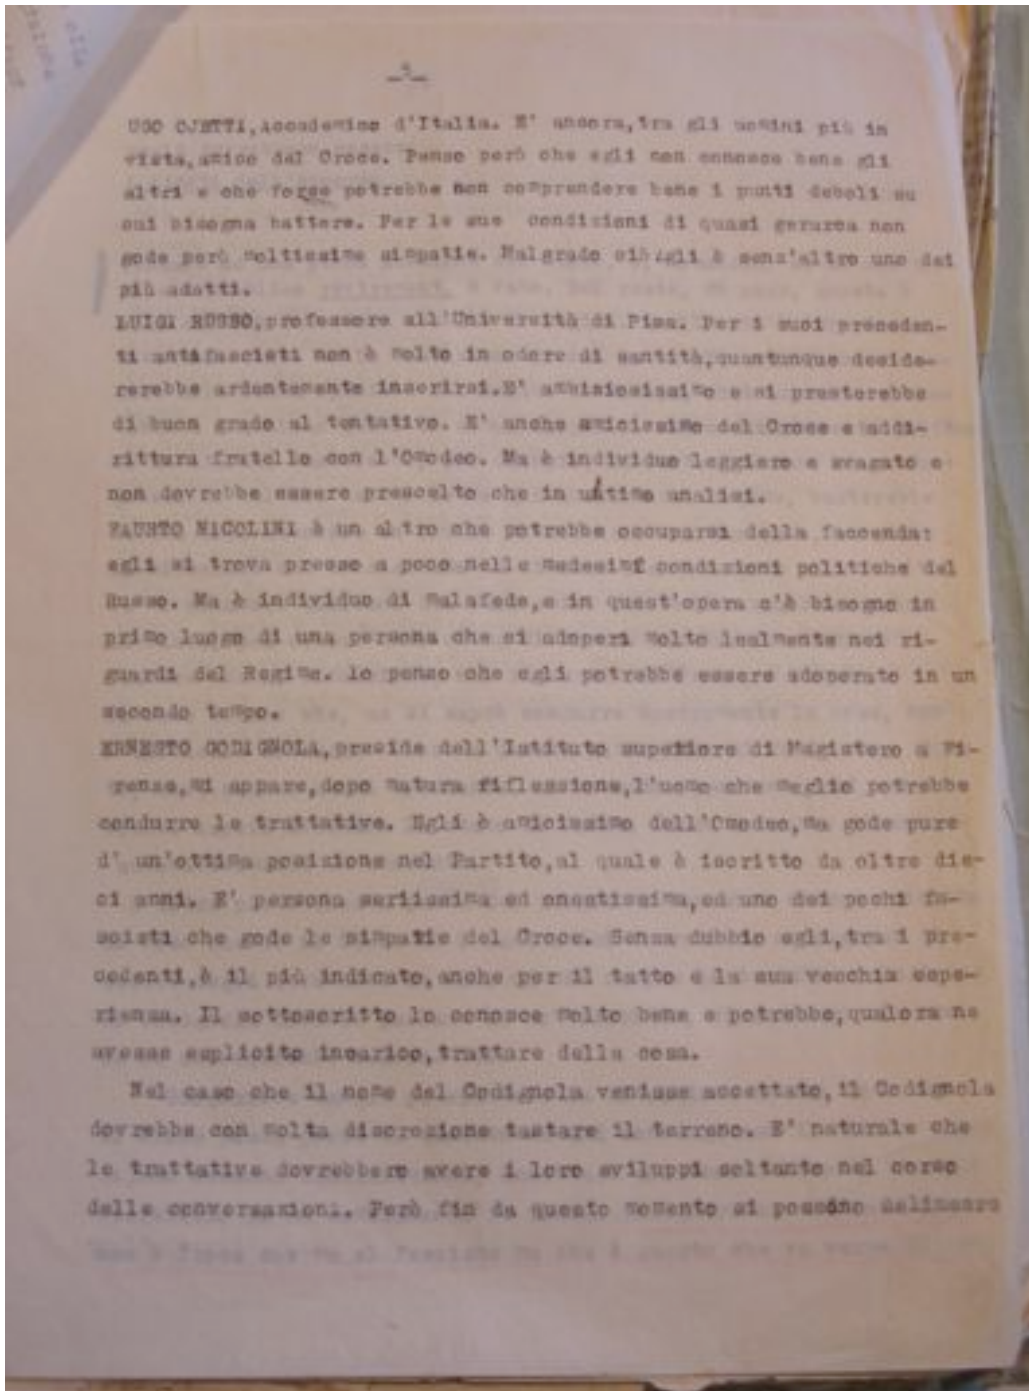 UGO OJETTI, Accademico d'Italia. E' ancora, tra gli uomini più in
vista, amico del Croce. Penso però che egli non conosce bene gli
altri e che forse potrebbe non comprendere bene i punti deboli su
cui bisogna battere. Per le sue condizioni di quasi gerarca non
gode però moltissime simpatie. Malgrado ciò egli è senz'altro uno dei
più adatti.
LUIGI RUSSO, professore all'Università di Pisa. Per i suoi preceden-
ti antifascisti non è molto in odore di santità, quantunque deside-
rerebbe ardentemente inscrirsi. E' ambiziosissimo e si presterebbe
di buon grado al tentativo. E' anche amicissimo del Croce e addi-
rittura fratello con l'Omodeo. Ma è individuo leggiero e svagato e
non dovrebbe essere prescelto che in ultimo analisi.
FAUSTO NICOLINI è un altro che potrebbe occuparsi della faccenda:
egli si trova presso a poco nelle medesime condizioni politiche del
Russo. Ma è individuo di malafede, e in quest'opera c'è bisogno in
primo luogo di una persona che si adoperi molto lealmente nei ri-
guardi del Regime. Io penso che egli potrebbe essere adoperato in un
secondo tempo.
ERNESTO CODIGNOLA, preside dell'Istituto superiore di Magistero a Fi-
renze, mi appare, dopo matura riflessione, l'uomo che meglio potrebbe
condurre le trattative. Egli è amicissimo dell'Omodeo, ma gode pure
d' un'ottima posizione nel Partito, al quale è iscritto da oltre die-
ci anni. E' persona seriissima ed onestissima, ed uno dei pochi fa-
scisti che gode le simpatie del Croce. Senza dubbio egli, tra i pre-
cedenti, è il più indicato, anche per il tatto e la sua vecchia espe-
rienza. Il sottoscritto lo conosce molto bene e potrebbe, qualora ne
avesse esplicito incarico, trattare della cosa.
Nel caso che il nome del Codignola venisse accettato, il Codignola
dovrebbe con molta discrezione tastare il terreno. E' naturale che
le trattative dovrebbero avere i loro sviluppi soltanto nel corso
delle conversazioni. Però fin da questo momento si possono delineare